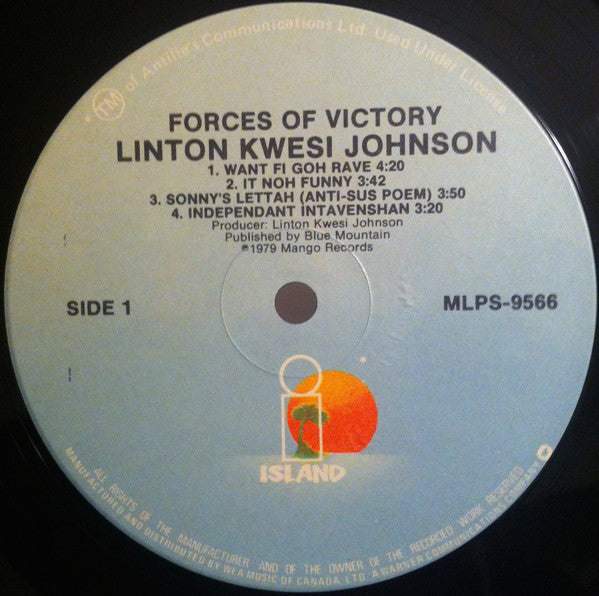 TM of Antilles Communications Ltd. Used Under License.
FORCES OF VICTORY
LINTON KWESI JOHNSON
1. WANT FI GOH RAVE 4:20
2. IT NOH FUNNY 3:42
3. SONNY'S LETTAH (ANTI-SUS POEM) 3:50
4. INDEPENDANT INTAVENSHAN 3:20
Producer: Linton Kwesi Johnson
Published by Blue Mountain
℗1979 Mango Records
SIDE 1
MLPS-9566
i
ISLAND
ALL RIGHTS OF THE MANUFACTURER AND OF THE OWNER OF THE RECORDED WORK RESERVED.
MANUFACTURED AND DISTRIBUTED BY WEA MUSIC OF CANADA, LTD. A WARNER COMMUNICATIONS COMPANY